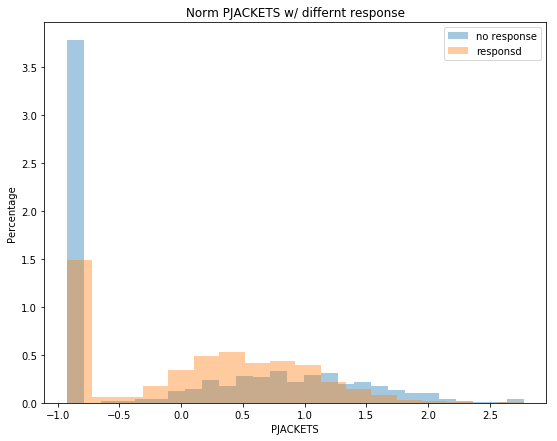 Norm PJACKETS w/ differnt response
no response
responsd
Percentage
3.5
3.0
2.5
2.0
1.5
1.0
0.5
0.0
-1.0 -0.5 0.0 0.5 1.0 1.5 2.0 2.5
PJACKETS